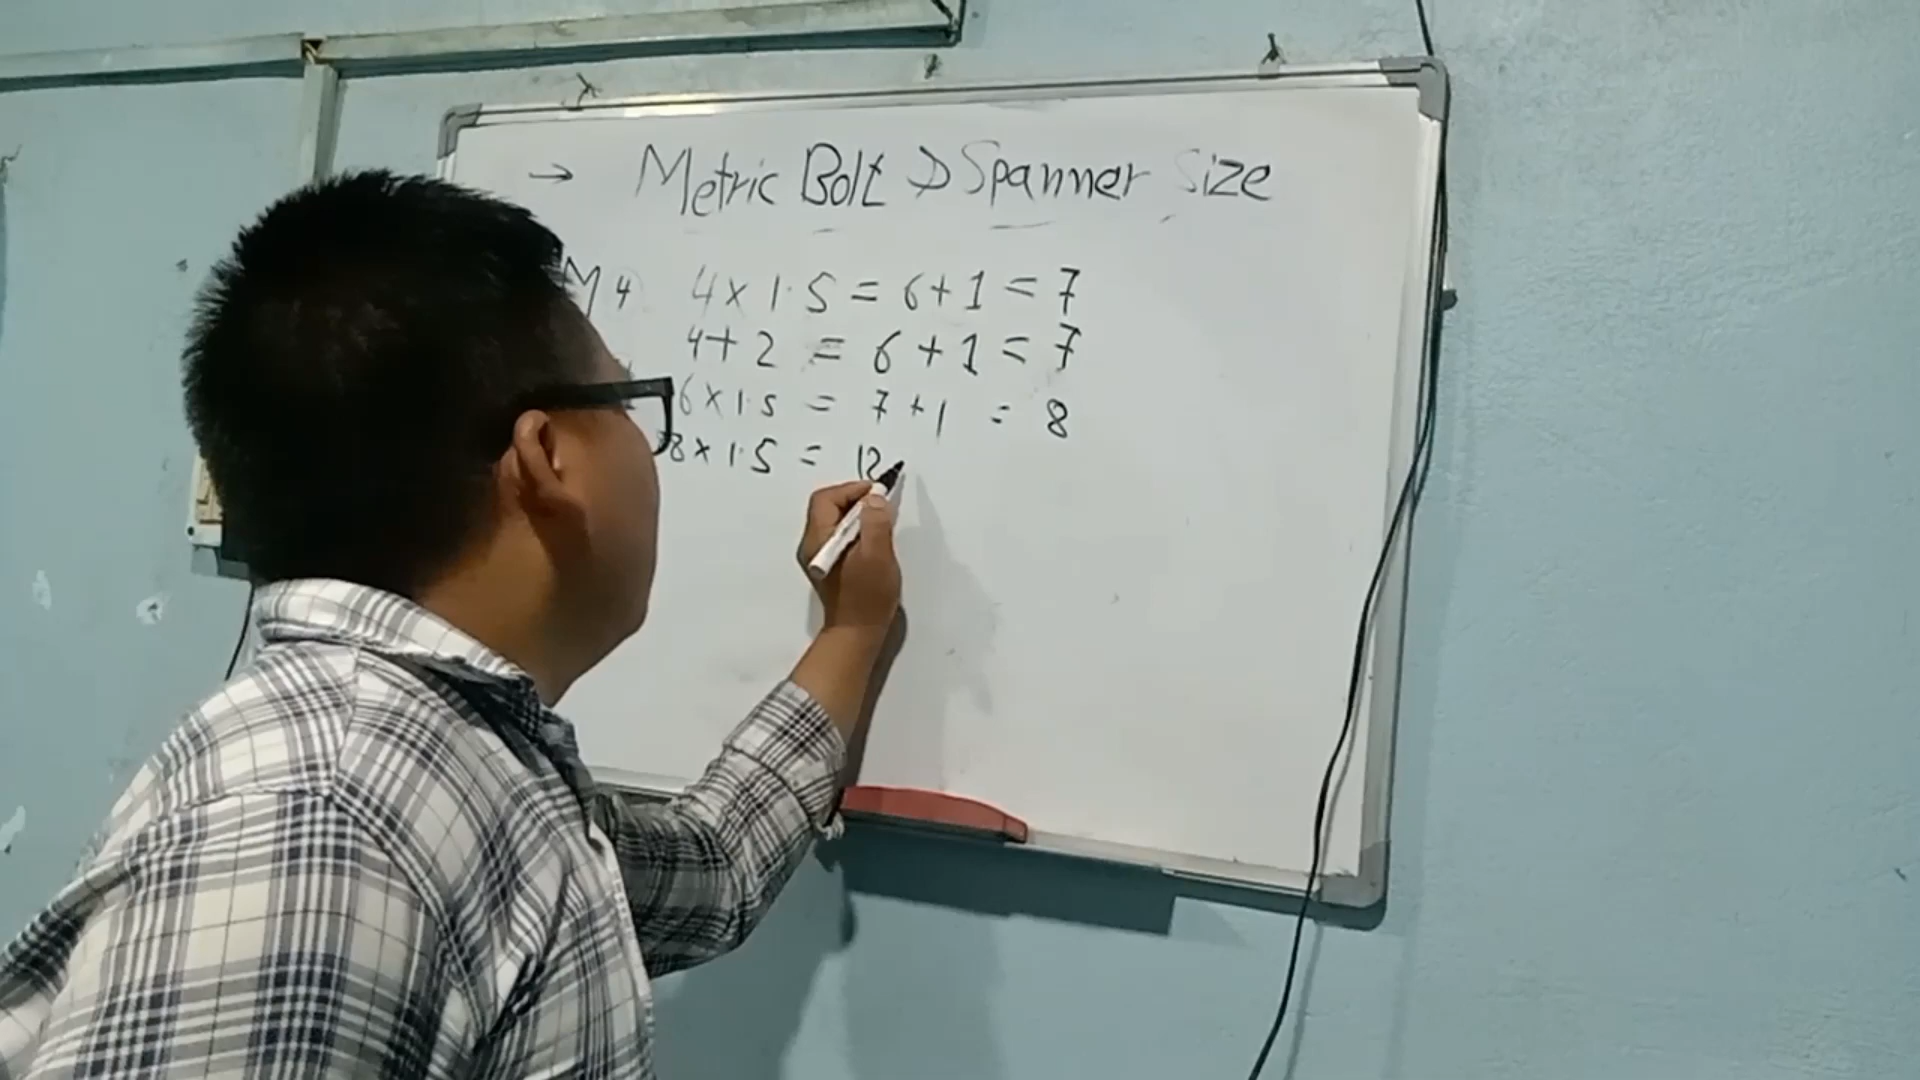 → Metric Bolt D Spanner Size
M4 4 x 1.5 = 6 + 1 = 7
4 + 2 = 6 + 1 = 7
6 x 1.5 = 7 + 1 = 8
8 x 1.5 = 12